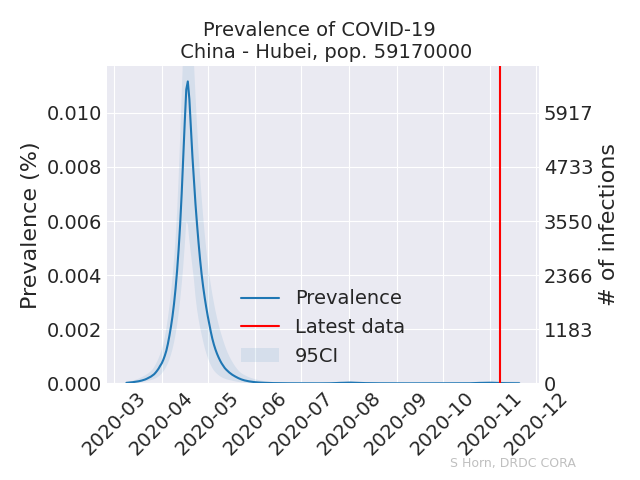 Prevalence of COVID-19
China - Hubei, pop. 59170000
Prevalence (%)
0.010
0.008
0.006
0.004
0.002
0.000
5917
4733
3550
2366
1183
0
# of infections
Prevalence
Latest data
95CI
2020-03
2020-04
2020-05
2020-06
2020-07
2020-08
2020-09
2020-10
2020-11
2020-12
S Horn, DRDC CORA